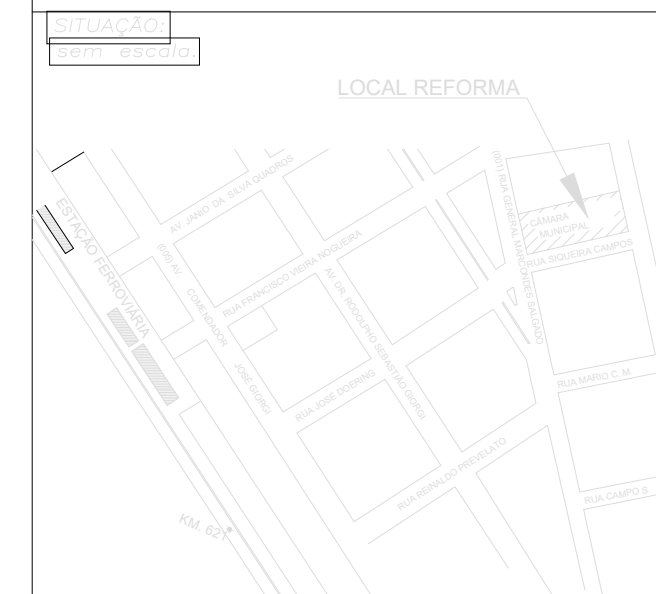 SITUAÇÃO:
sem escala.
LOCAL REFORMA
CÂMARA
MUNICIPAL
(001) RUA GENERAL MARCONDES SALGADO
AV. JANIO DA SILVA QUADROS
RUA SIQUEIRA CAMPOS
ESTAÇÃO FERROVIÁRIA
(605) AV. COMENDADOR JOSÉ GIORGI
RUA FRANCISCO VIEIRA NOGUEIRA
AV. DR. RODOLPHO SEBASTIÃO GIORGI
RUA JOSÉ DOERING
RUA MARIO C. M.
RUA REINALDO PREVELATO
RUA CAMPO S.
KM. 621